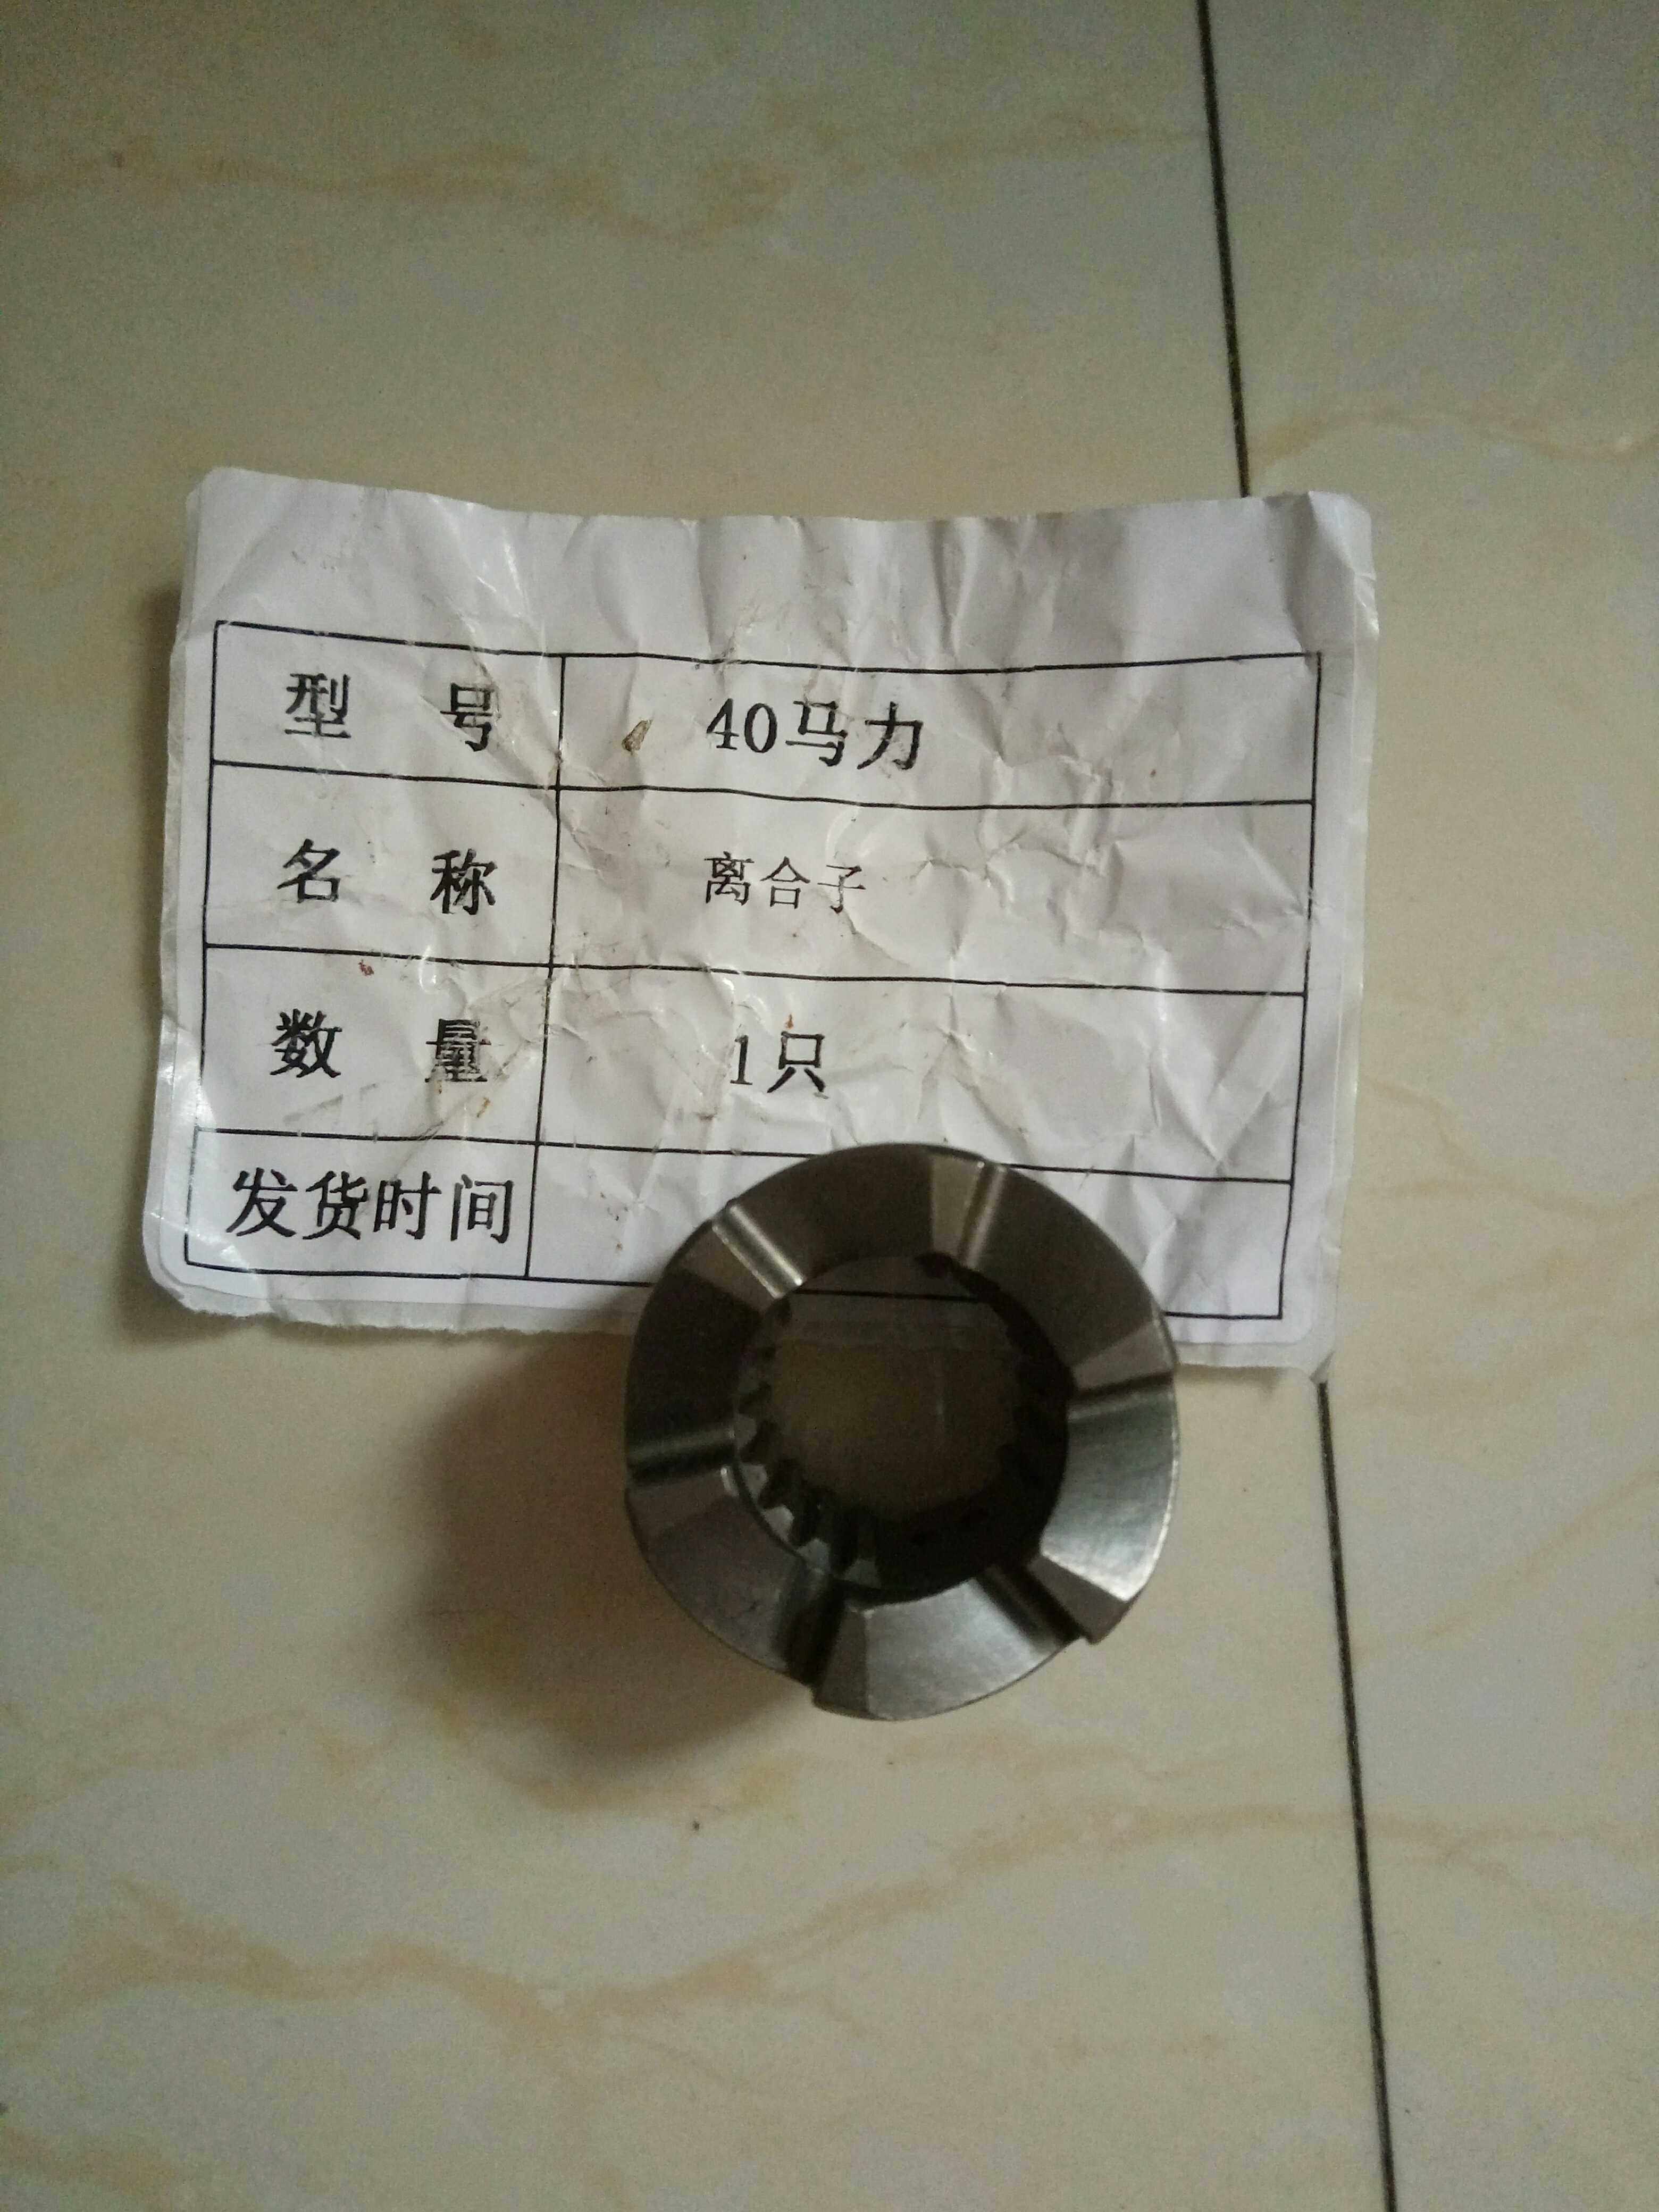 型 号 40马力
名 称 离合子
数 量 1只
发货时间